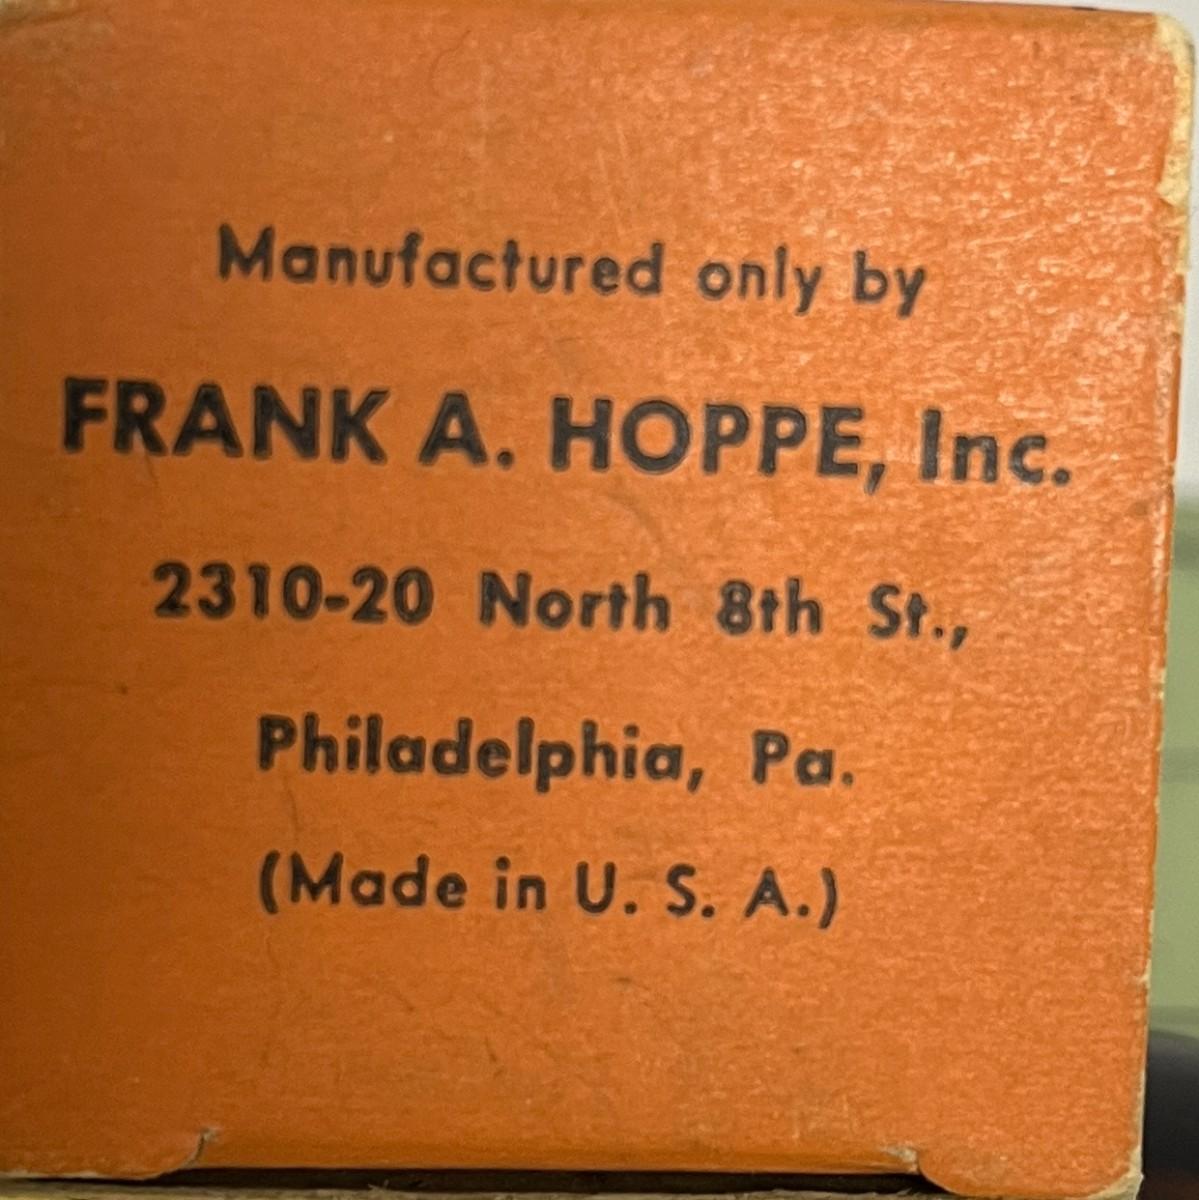 Manufactured only by
FRANK A. HOPPE, Inc.
2310-20 North 8th St.,
Philadelphia, Pa.
(Made in U. S. A.)